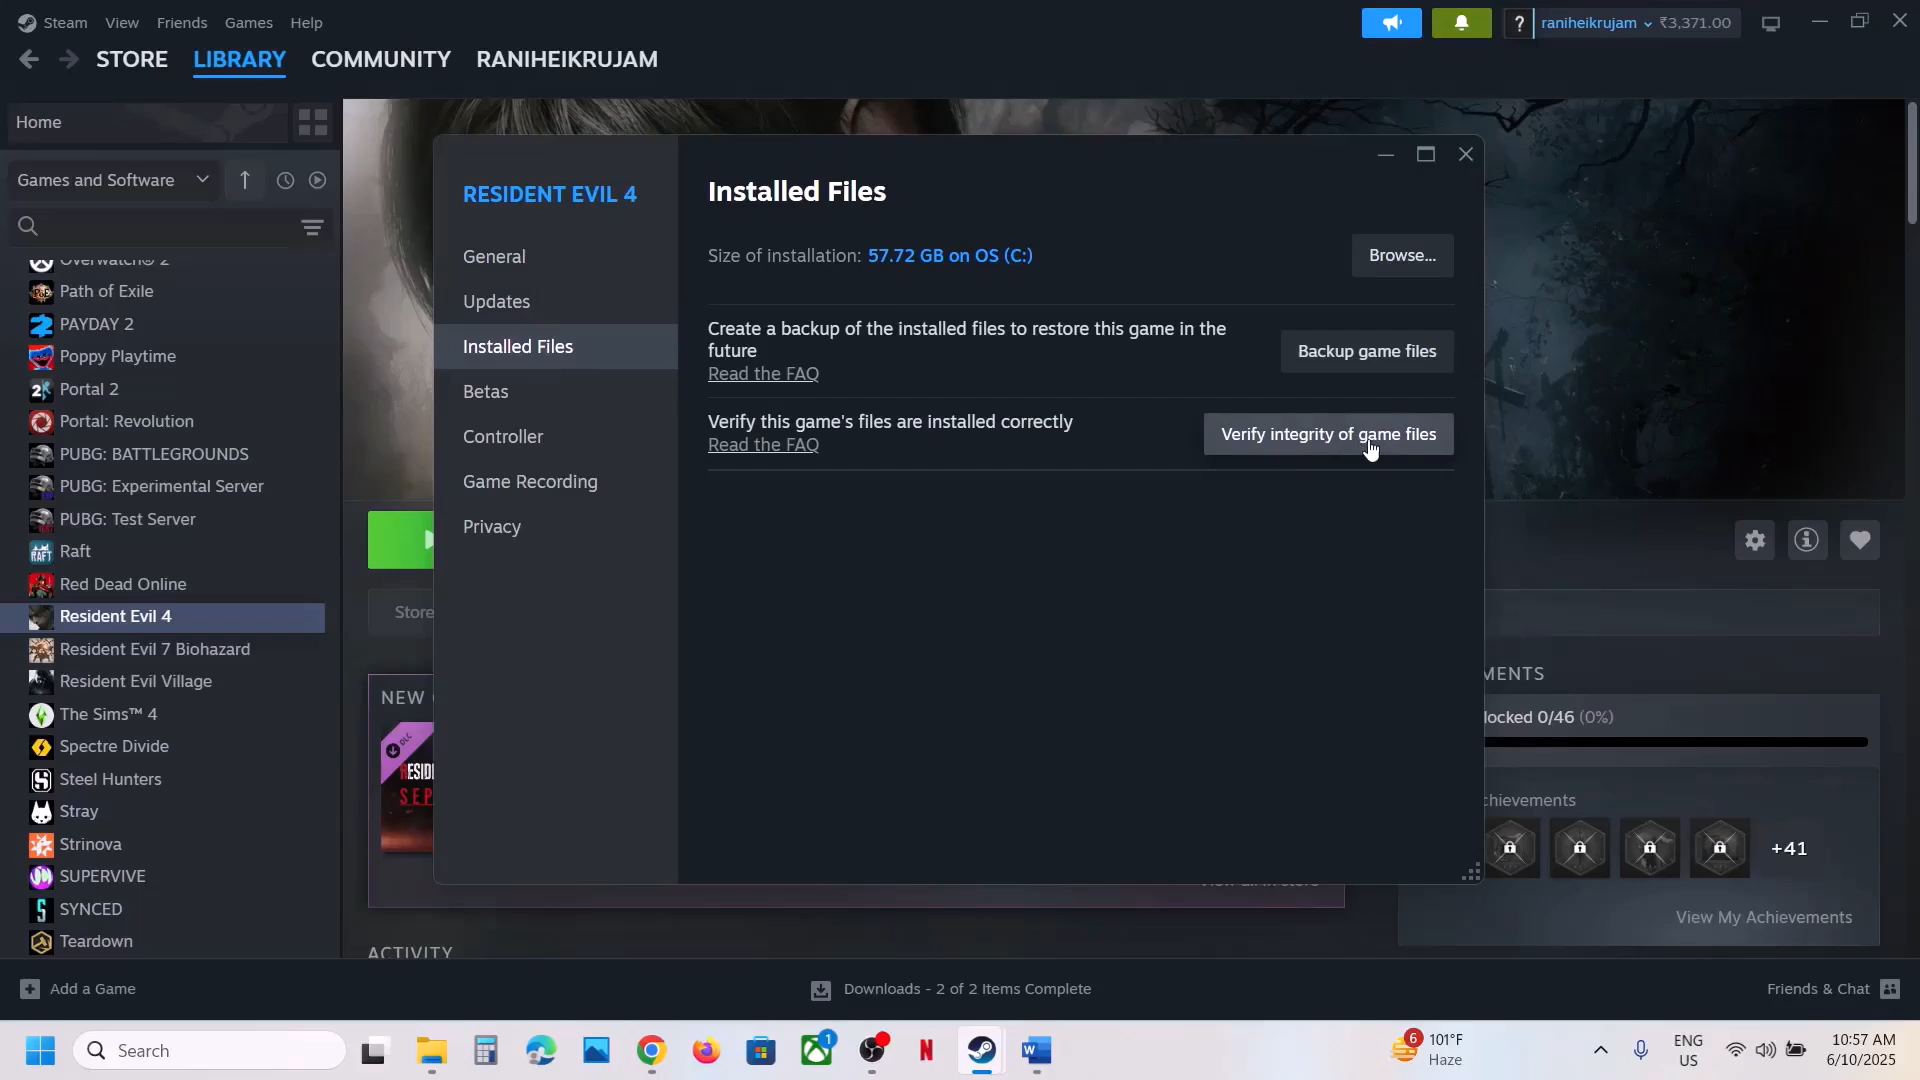 Steam View Friends Games Help
? raniheikrujam ₹3,371.00
STORE LIBRARY COMMUNITY RANIHEIKRUJAM
Home
Games and Software
Overwatch® 2
Path of Exile
PAYDAY 2
Poppy Playtime
Portal 2
Portal: Revolution
PUBG: BATTLEGROUNDS
PUBG: Experimental Server
PUBG: Test Server
Raft
Red Dead Online
Resident Evil 4
Resident Evil 7 Biohazard
Resident Evil Village
The Sims™ 4
Spectre Divide
Steel Hunters
Stray
Strinova
SUPERVIVE
SYNCED
Teardown
RESIDENT EVIL 4
General
Updates
Installed Files
Betas
Controller
Game Recording
Privacy
Installed Files
Size of installation: 57.72 GB on OS (C:)
Browse...
Create a backup of the installed files to restore this game in the
future
Read the FAQ
Backup game files
Verify this game's files are installed correctly
Read the FAQ
Verify integrity of game files
Store
NEW
DLC
RESID
SEP
ACTIVITY
MENTS
locked 0/46 (0%)
chievements
+41
View My Achievements
Add a Game
Downloads - 2 of 2 Items Complete
Friends & Chat
Search
1
6
101°F
Haze
ENG
US
10:57 AM
6/10/2025